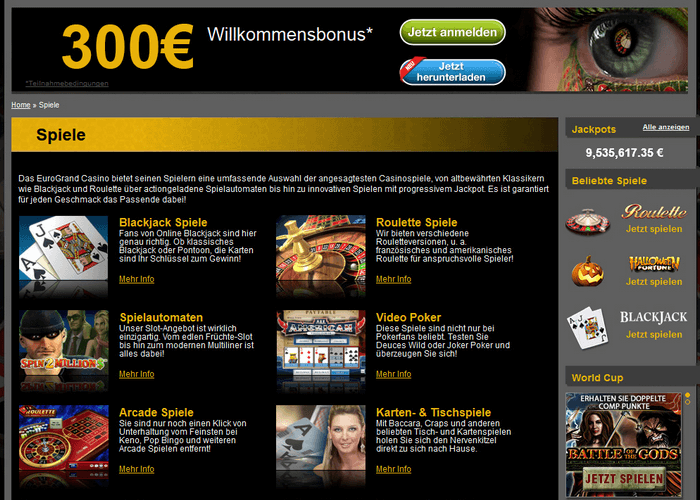 300€
Willkommensbonus*
Jetzt anmelden
NEU
Jetzt
herunterladen
*Teilnahmebedingungen
Home » Spiele
Spiele
Das EuroGrand Casino bietet seinen Spielern eine umfassende Auswahl der angesagtesten Casinospiele, von altbewährten Klassikern
wie Blackjack und Roulette über actiongeladene Spielautomaten bis hin zu innovativen Spielen mit progressivem Jackpot. Es ist garantiert
für jeden Geschmack das Passende dabei!
Blackjack Spiele
Fans von Online Blackjack sind hier
genau richtig. Ob klassisches
Blackjack oder Pontoon, die Karten
sind Ihr Schlüssel zum Gewinn!
Mehr Info
Roulette Spiele
Wir bieten verschiedene
Rouletteversionen, u. a.
französisches und amerikanisches
Roulette für anspruchsvolle Spieler!
Mehr Info
SPIN 2 MILLION $
Spielautomaten
Unser Slot-Angebot ist wirklich
einzigartig. Vom edlen Früchte-Slot
bis hin zum modernen Multiliner ist
alles dabei!
Mehr Info
PAYTABLE
ALL AMERICAN
Video Poker
Diese Spiele sind nicht nur bei
Pokerfans beliebt. Testen Sie
Deuces Wild oder Joker Poker und
überzeugen Sie sich!
Mehr Info
ROULETTE
Arcade Spiele
Sie sind nur noch einen Klick von
Unterhaltung vom Feinsten bei
Keno, Pop Bingo und weiteren
Arcade Spielen entfernt!
Mehr Info
Karten- & Tischspiele
Mit Baccara, Craps und anderen
beliebten Tisch- und Kartenspielen
holen Sie sich den Nervenkitzel
direkt zu sich nach Hause.
Mehr Info
Jackpots
Alle anzeigen
9,535,617.35 €
Beliebte Spiele
Roulette
Jetzt spielen
HALLOWEEN
FORTUNE
Jetzt spielen
BLACKJACK
Jetzt spielen
World Cup
ERHALTEN SIE DOPPELTE
COMP PUNKTE
BATTLE OF THE GODS
JETZT SPIELEN